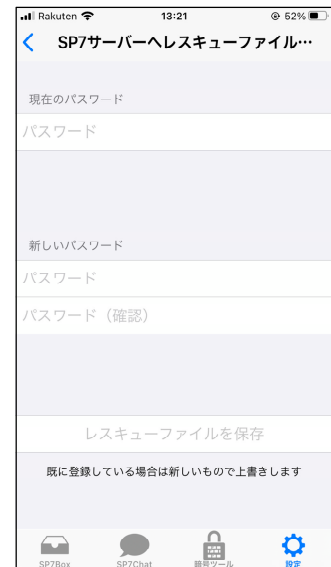 Rakuten 13:21 52%
SP7サーバーへレスキューファイル…
現在のパスワード
パスワード
新しいパスワード
パスワード
パスワード（確認）
レスキューファイルを保存
既に登録している場合は新しいもので上書きします
SP7Box SP7Chat 暗号ツール 設定